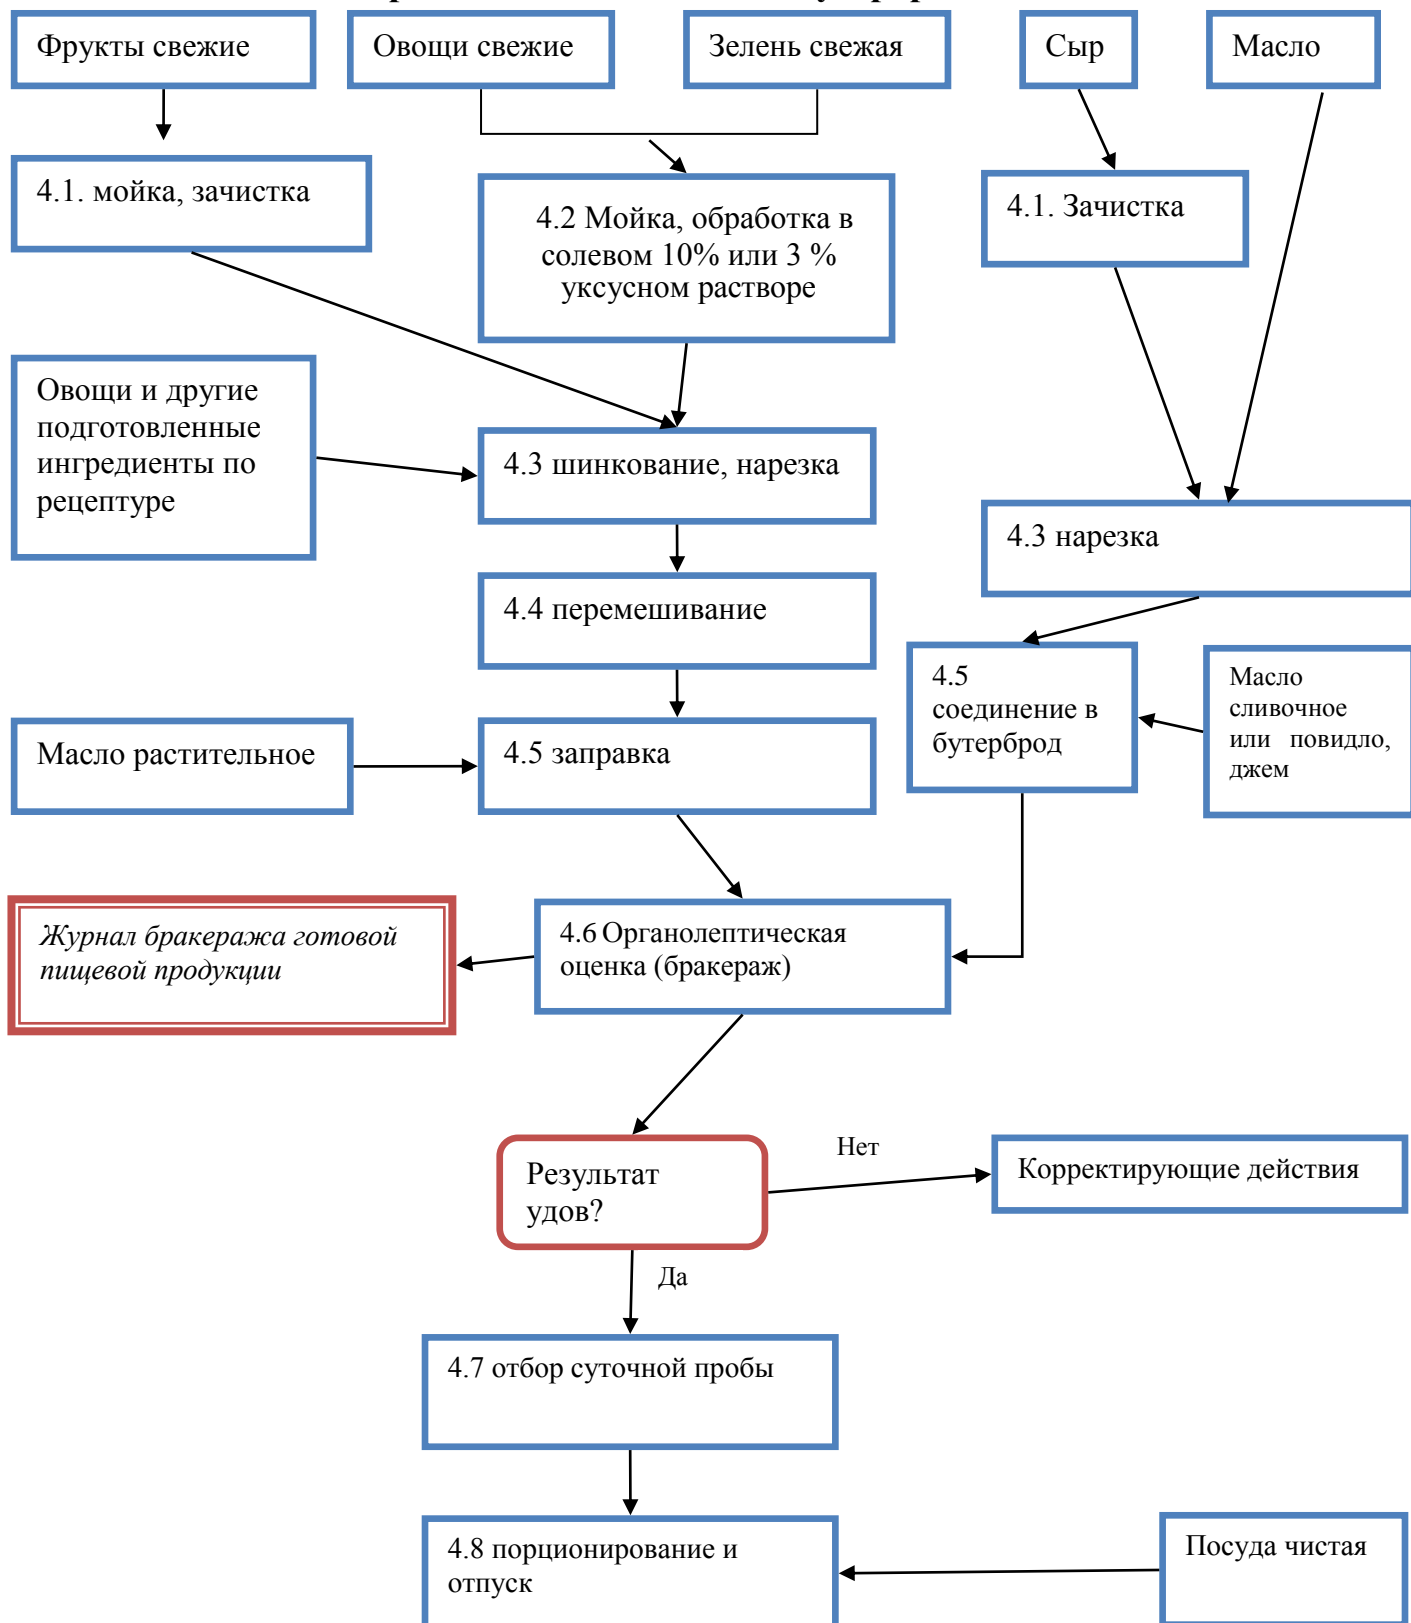 Фрукты свежие
Овощи свежие
Зелень свежая
Сыр
Масло
4.1. мойка, зачистка
4.2 Мойка, обработка в
солевом 10% или 3 %
уксусном растворе
4.1. Зачистка
Овощи и другие
подготовленные
ингредиенты по
рецептуре
4.3 шинкование, нарезка
4.3 нарезка
4.4 перемешивание
4.5
соединение в
бутерброд
Масло
сливочное
или повидло,
джем
Масло растительное
4.5 заправка
Журнал бракеража готовой
пищевой продукции
4.6 Органолептическая
оценка (бракераж)
Результат
удов?
Нет
Корректирующие действия
Да
4.7 отбор суточной пробы
4.8 порционирование и
отпуск
Посуда чистая